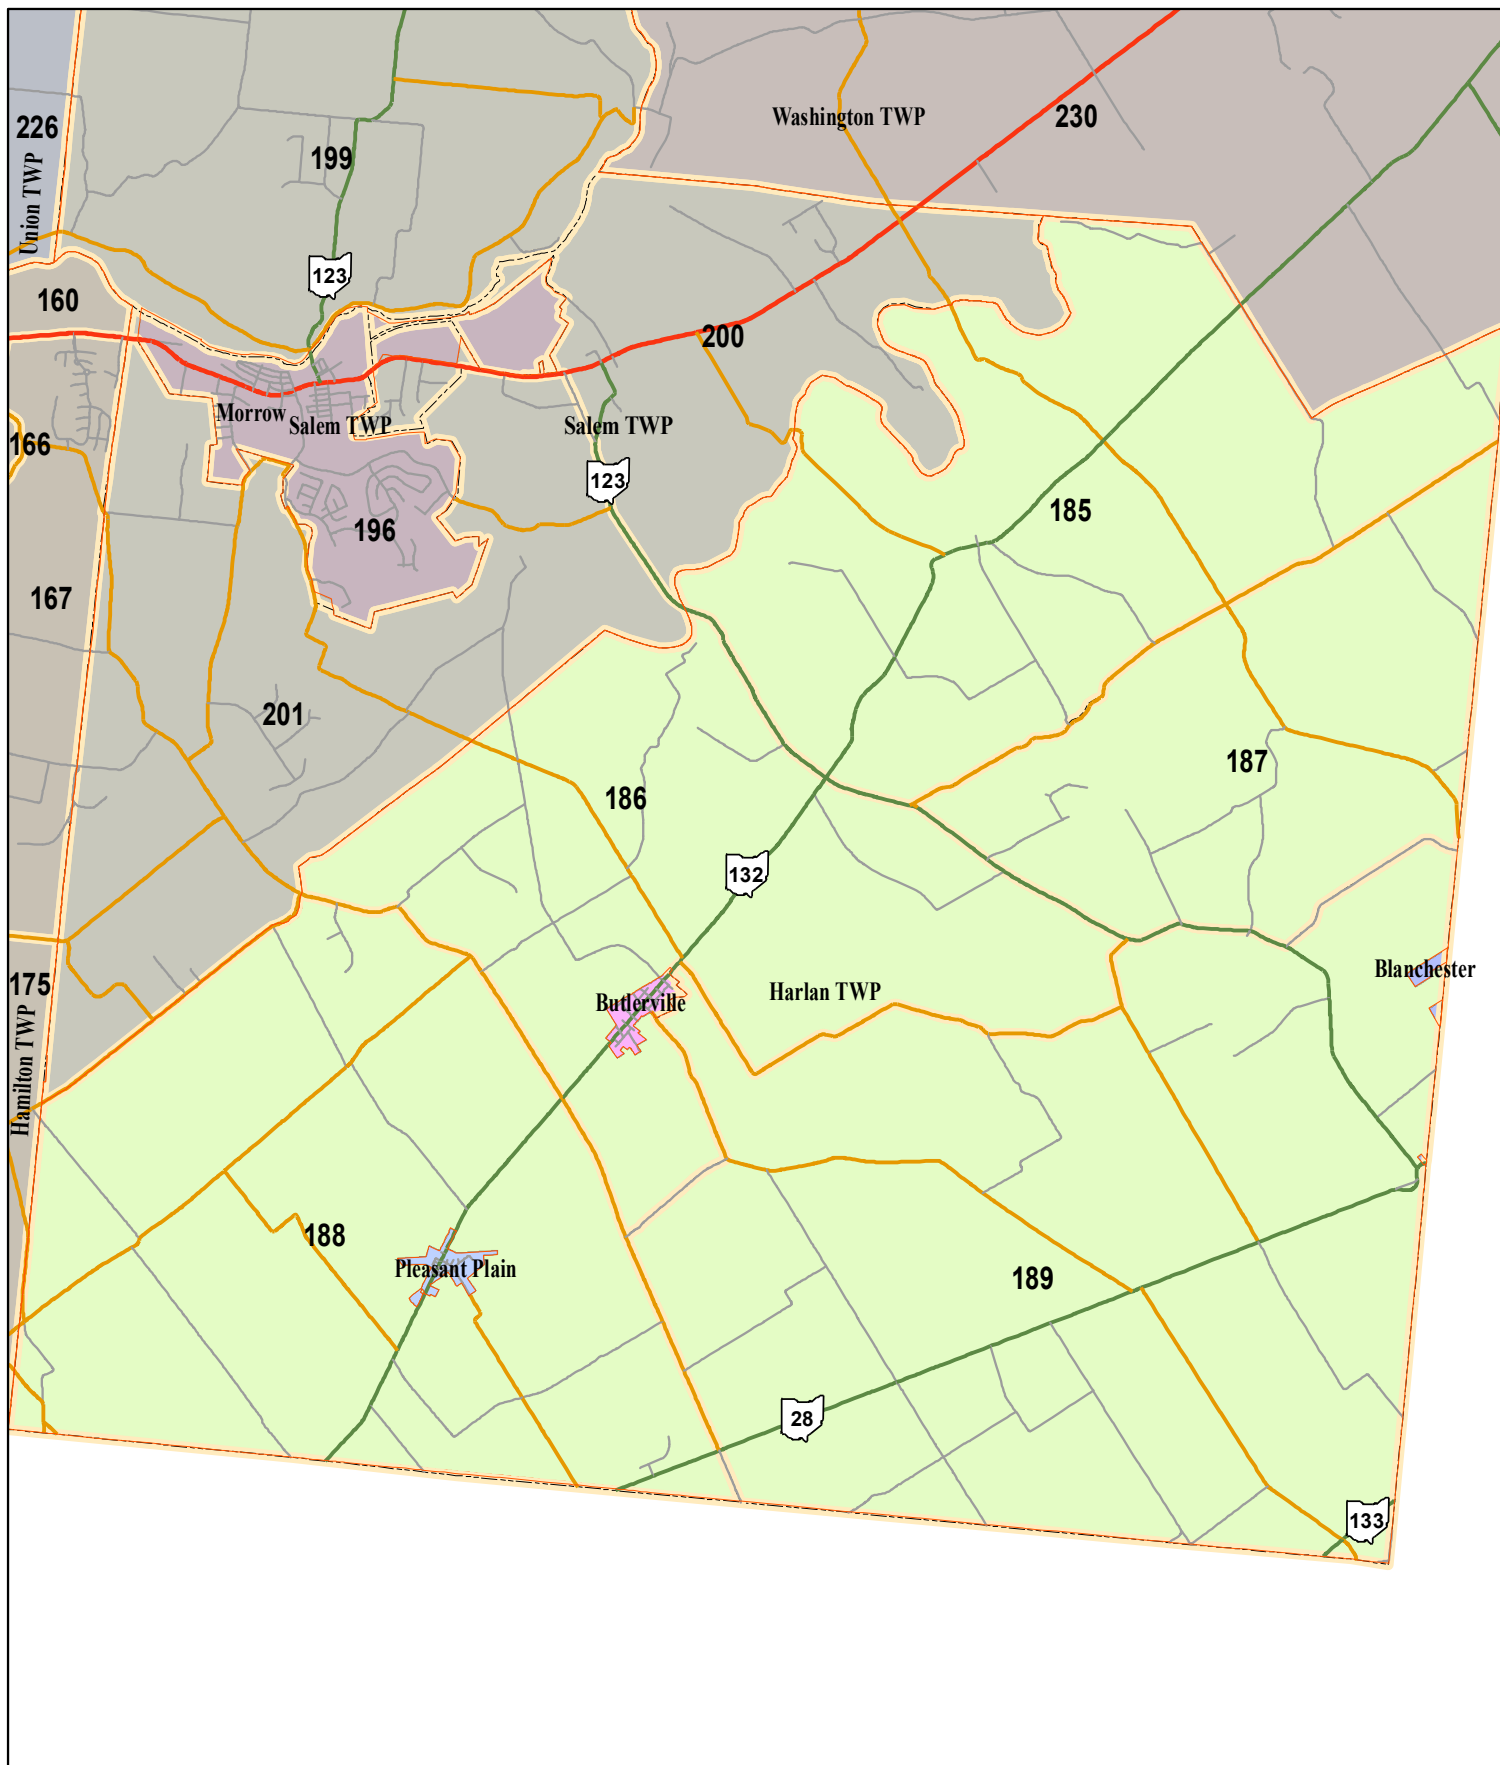 Washington TWP
230
226
Union TWP
199
123
160
200
Morrow
Salem TWP
Salem TWP
166
123
185
196
167
201
187
186
132
Blanchester
175
Harlan TWP
Butlerville
Hamilton TWP
188
Pleasant Plain
189
28
133